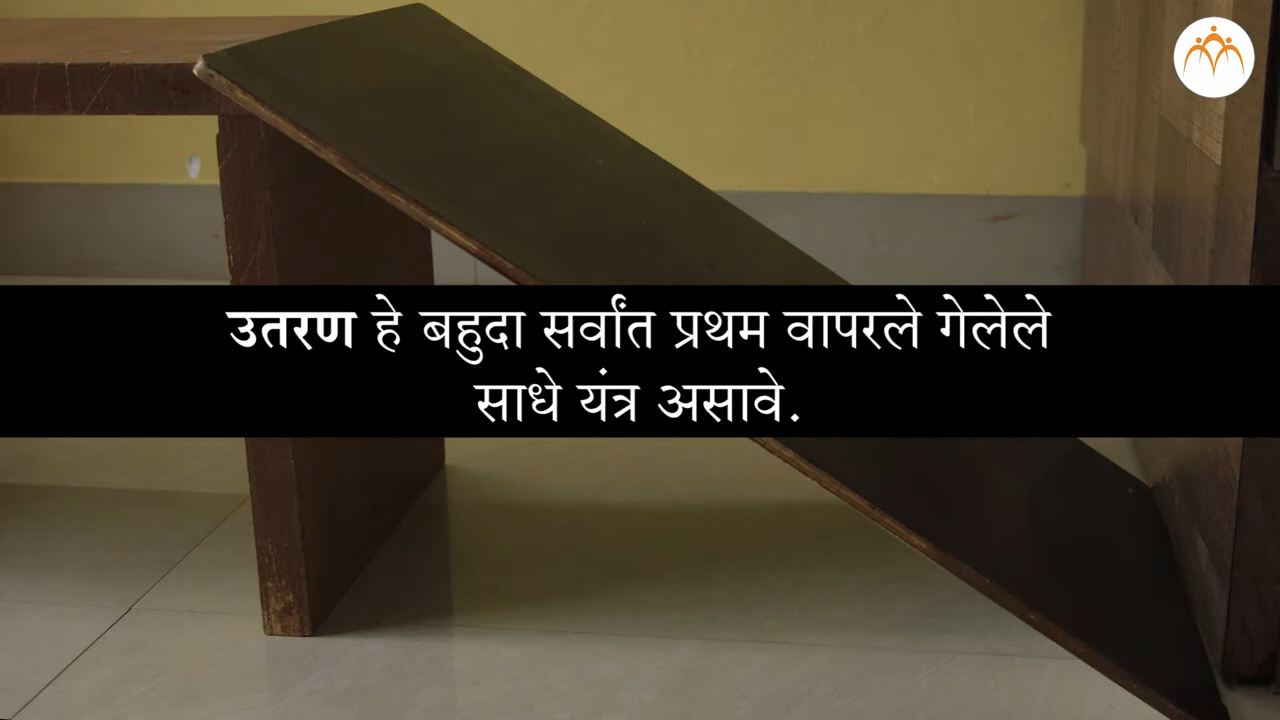 उतरण हे बहुदा सर्वांत प्रथम वापरले गेलेले
साधे यंत्र असावे.